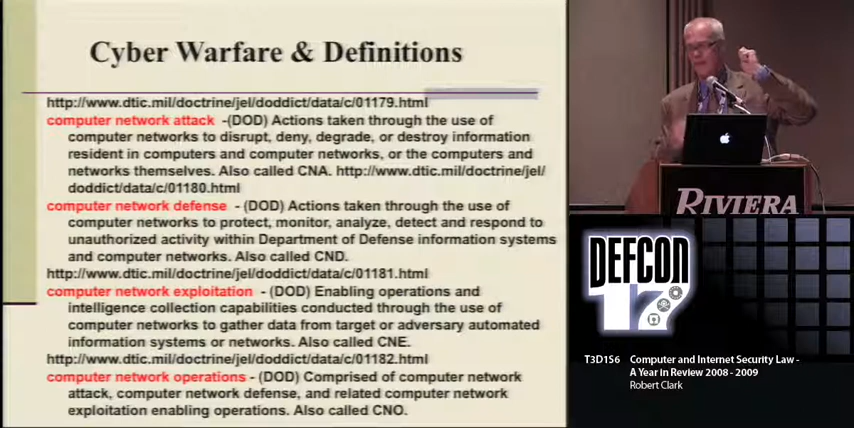 Cyber Warfare & Definitions
http://www.dtic.mil/doctrine/jel/doddict/data/c/01179.html
computer network attack -(DOD) Actions taken through the use of
computer networks to disrupt, deny, degrade, or destroy information
resident in computers and computer networks, or the computers and
networks themselves. Also called CNA. http://www.dtic.mil/doctrine/jel/
doddict/data/c/01180.html
computer network defense - (DOD) Actions taken through the use of
computer networks to protect, monitor, analyze, detect and respond to
unauthorized activity within Department of Defense information systems
and computer networks. Also called CND.
http://www.dtic.mil/doctrine/jel/doddict/data/c/01181.html
computer network exploitation - (DOD) Enabling operations and
intelligence collection capabilities conducted through the use of
computer networks to gather data from target or adversary automated
information systems or networks. Also called CNE.
http://www.dtic.mil/doctrine/jel/doddict/data/c/01182.html
computer network operations - (DOD) Comprised of computer network
attack, computer network defense, and related computer network
exploitation enabling operations. Also called CNO.
RIVIERA
DEFCON
17
T3D1S6 Computer and Internet Security Law -
A Year in Review 2008 - 2009
Robert Clark